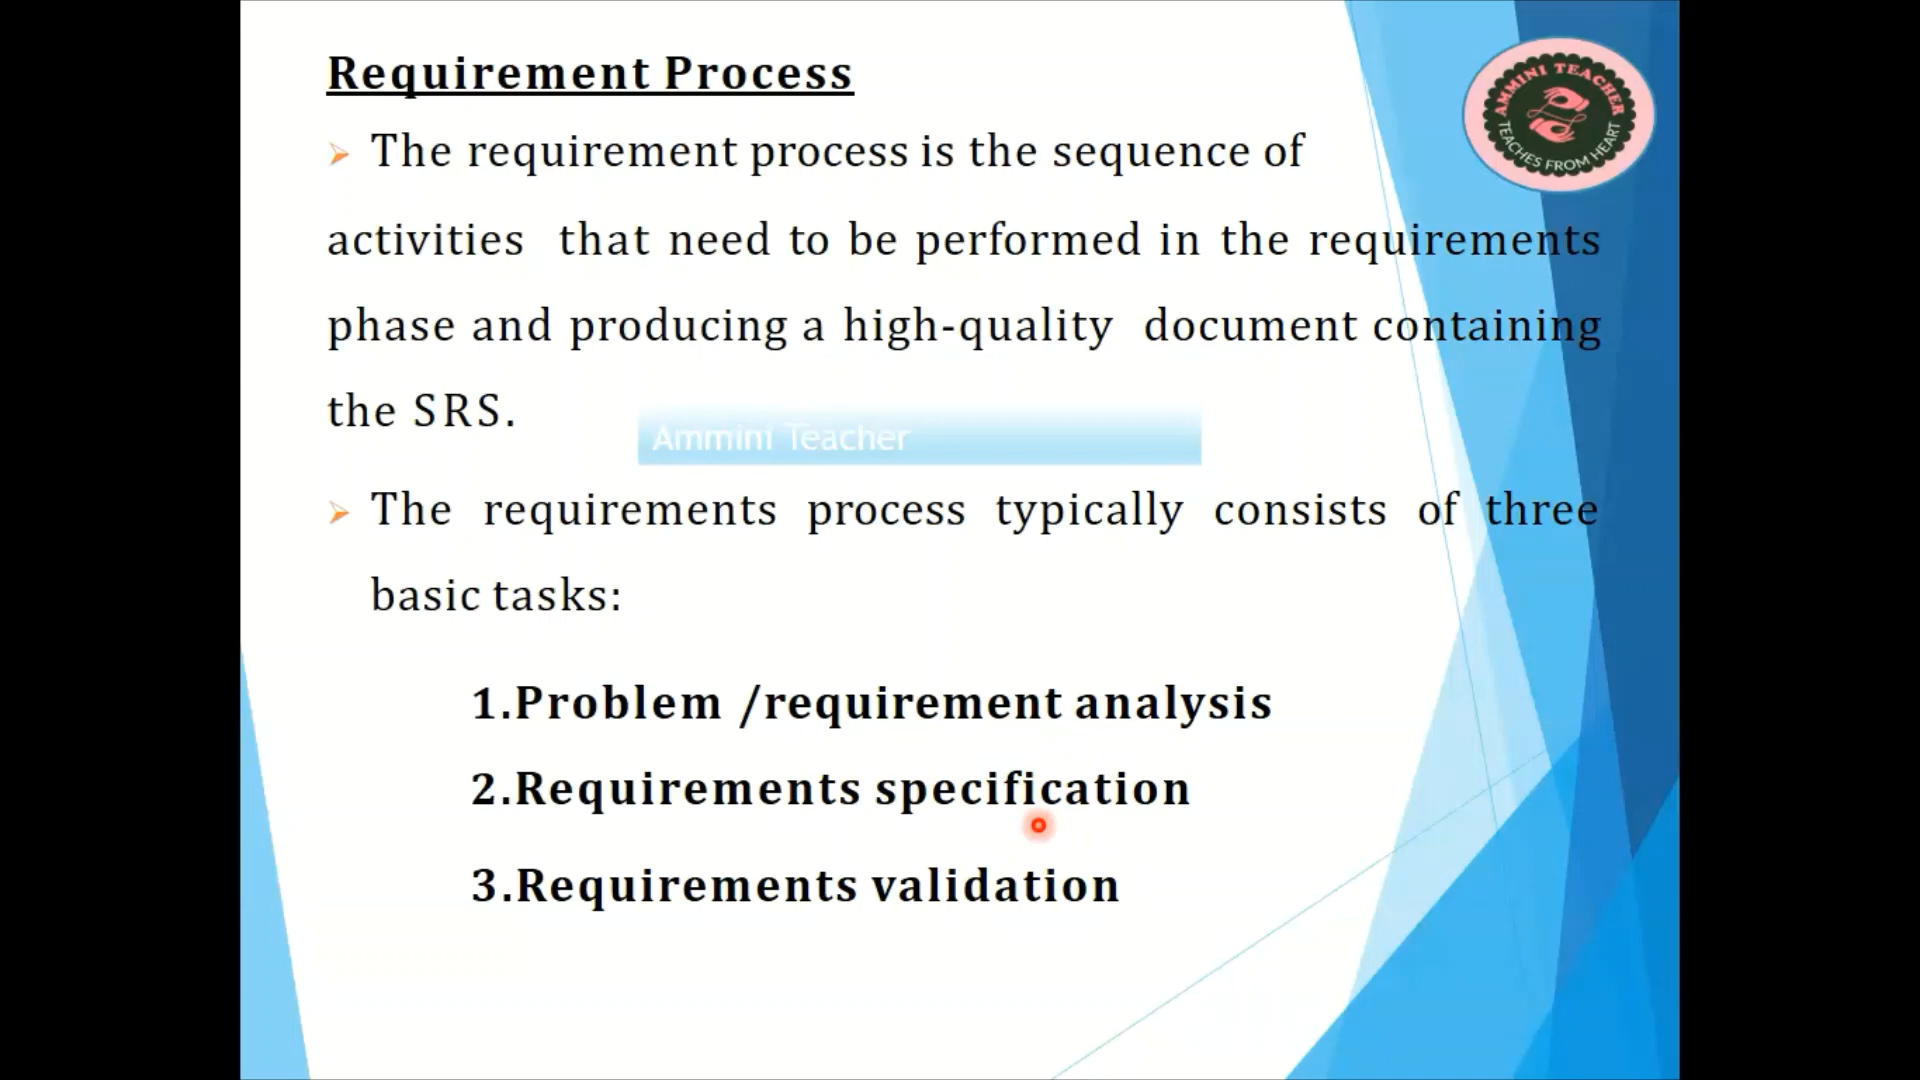 Requirement Process
AMMINI TEACHER
TEACHES FROM HEART
➢ The requirement process is the sequence of
activities that need to be performed in the requirements
phase and producing a high-quality document containing
the SRS.
Ammini Teacher
➢ The requirements process typically consists of three
basic tasks:
1.Problem /requirement analysis
2.Requirements specification
3.Requirements validation